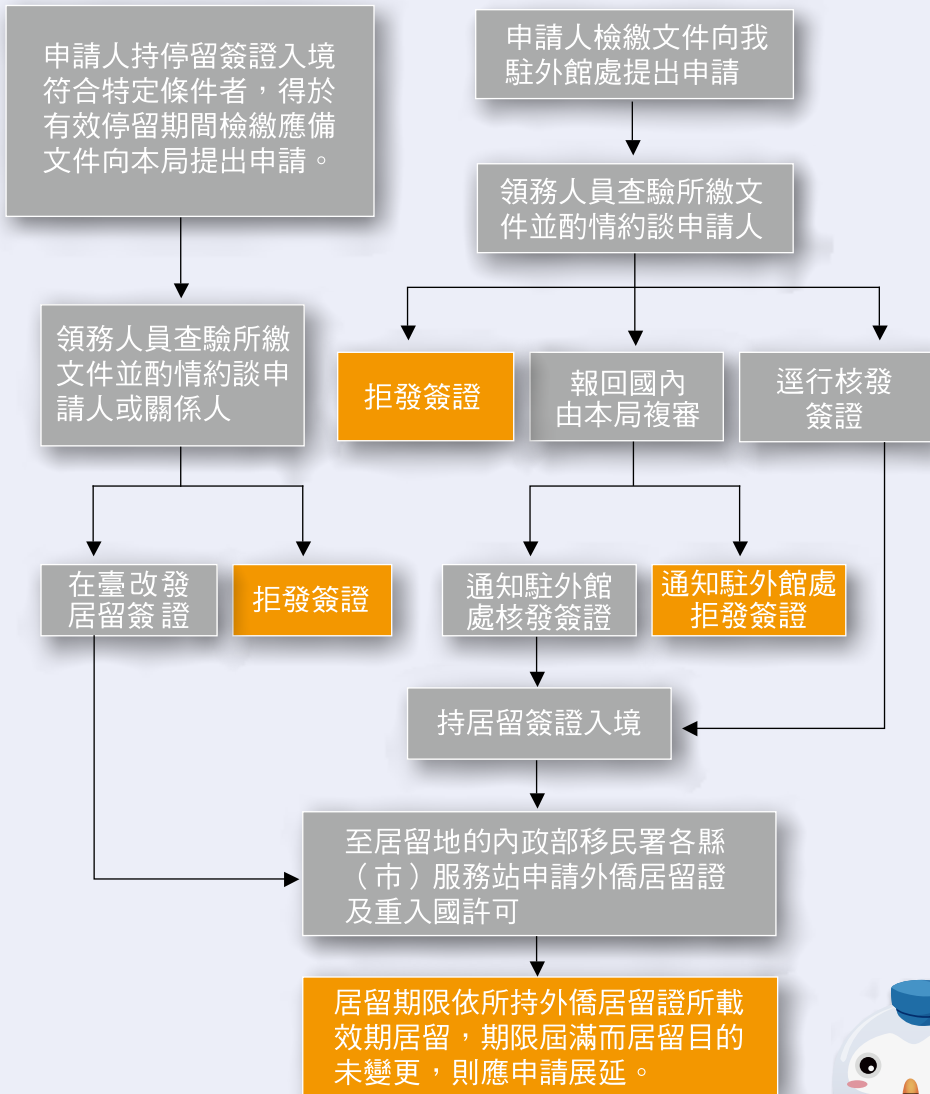 申請人持停留簽證入境
符合特定條件者，得於
有效停留期間檢繳應備
文件向本局提出申請。
申請人檢繳文件向我
駐外館處提出申請
領務人員查驗所繳文
件並酌情約談申請人
領務人員查驗所繳
文件並酌情約談申
請人或關係人
拒發簽證
報回國內
由本局複審
逕行核發
簽證
在臺改發
居留簽證
拒發簽證
通知駐外館
處核發簽證
通知駐外館處
拒發簽證
持居留簽證入境
至居留地的內政部移民署各縣
（市）服務站申請外僑居留證
及重入國許可
居留期限依所持外僑居留證所載
效期居留，期限屆滿而居留目的
未變更，則應申請展延。